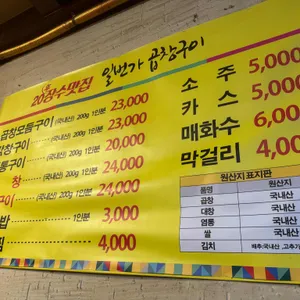 20장수맛집 일번가 곱창구이
곱창모듬구이 (국내산) 200g 1인분 23,000
창구이 (국내산) 200g 1인분 23,000
통구이 (국내산) 200g 1인분 20,000
창 (국내산) 200g 1인분 24,000
구이 (국내산) 200g 1인분 24,000
밥 1인분 3,000
4,000
소주 5,000
카스 5,000
매화수 6,000
막걸리 4,00
원산지 표지판
품명 원산지
곱창 국내산
대창 국내산
염통 국내산
쌀 국내산
김치 배추:국내산, 고추가